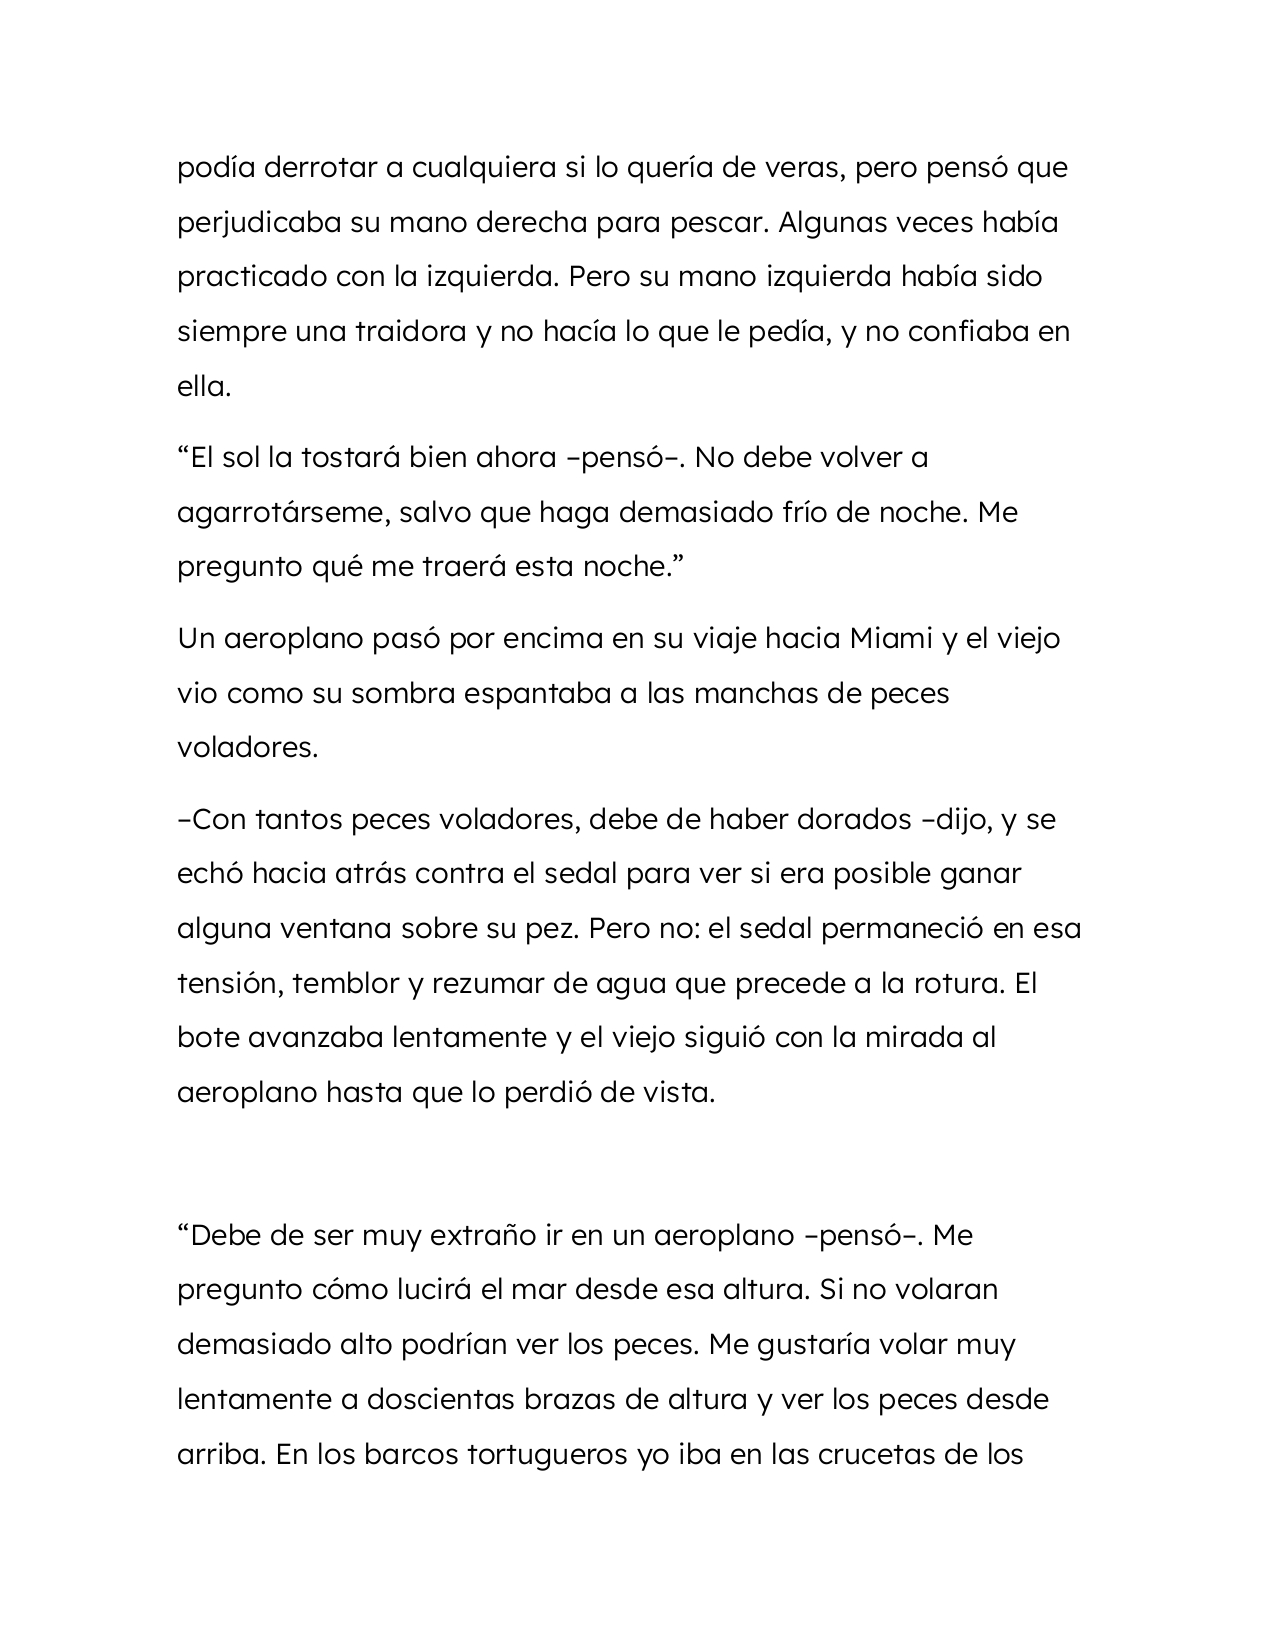 podía derrotar a cualquiera si lo quería de veras, pero pensó que
perjudicaba su mano derecha para pescar. Algunas veces había
practicado con la izquierda. Pero su mano izquierda había sido
siempre una traidora y no hacía lo que le pedía, y no confiaba en
ella.
“El sol la tostará bien ahora –pensó–. No debe volver a
agarrotárseme, salvo que haga demasiado frío de noche. Me
pregunto qué me traerá esta noche.”
Un aeroplano pasó por encima en su viaje hacia Miami y el viejo
vio como su sombra espantaba a las manchas de peces
voladores.
–Con tantos peces voladores, debe de haber dorados –dijo, y se
echó hacia atrás contra el sedal para ver si era posible ganar
alguna ventana sobre su pez. Pero no: el sedal permaneció en esa
tensión, temblor y rezumar de agua que precede a la rotura. El
bote avanzaba lentamente y el viejo siguió con la mirada al
aeroplano hasta que lo perdió de vista.
“Debe de ser muy extraño ir en un aeroplano –pensó–. Me
pregunto cómo lucirá el mar desde esa altura. Si no volaran
demasiado alto podrían ver los peces. Me gustaría volar muy
lentamente a doscientas brazas de altura y ver los peces desde
arriba. En los barcos tortugueros yo iba en las crucetas de los